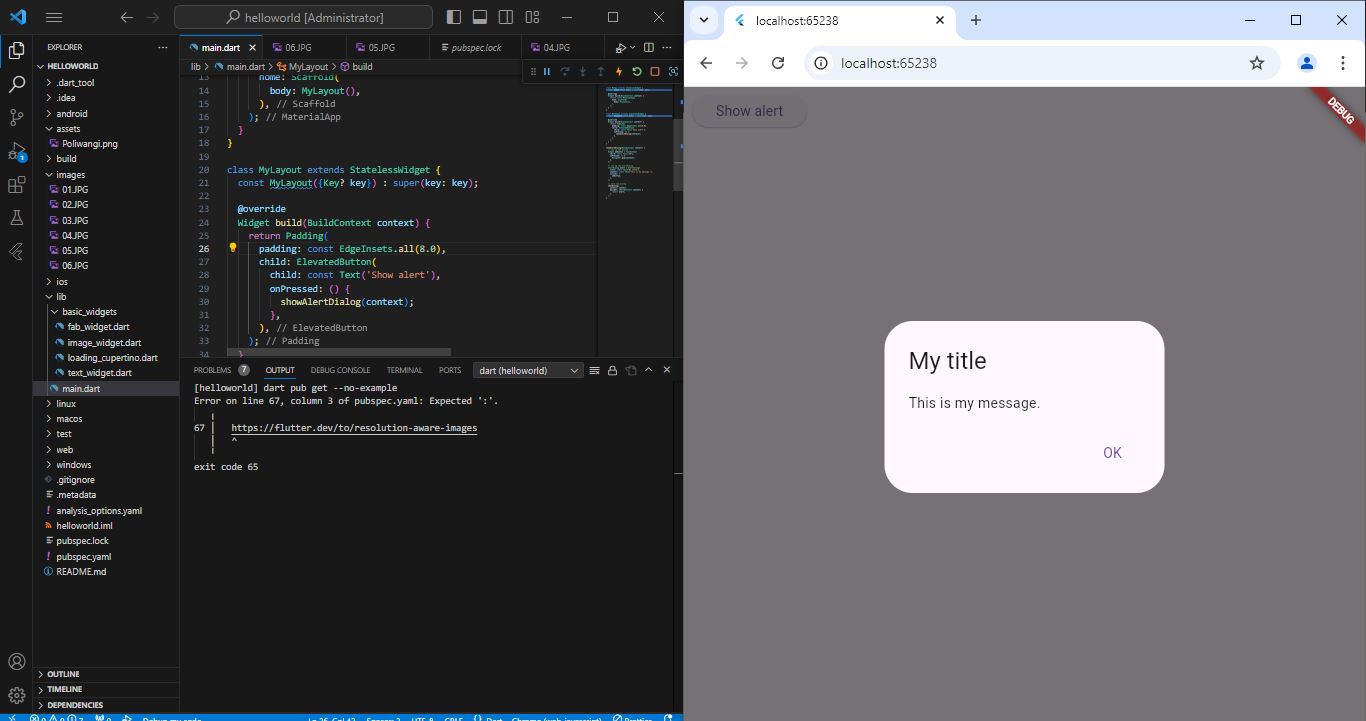 helloworld [Administrator]
EXPLORER
HELLOWORLD
.dart_tool
.idea
android
assets
Poliwangi.png
build
images
01.JPG
02.JPG
03.JPG
04.JPG
05.JPG
06.JPG
ios
lib
basic_widgets
fab_widget.dart
image_widget.dart
loading_cupertino.dart
text_widget.dart
main.dart
linux
macos
test
web
windows
.gitignore
.metadata
analysis_options.yaml
helloworld.iml
pubspec.lock
pubspec.yaml
README.md
OUTLINE
TIMELINE
DEPENDENCIES
main.dart 06.JPG 05.JPG pubspec.lock 04.JPG
lib > main.dart > MyLayout > build
13 home: Scaffold(
14 body: MyLayout(),
15 ), // Scaffold
16 ); // MaterialApp
17 }
18 }
19
20 class MyLayout extends StatelessWidget {
21 const MyLayout({Key? key}) : super(key: key);
22
23 @override
24 Widget build(BuildContext context) {
25 return Padding(
26 padding: const EdgeInsets.all(8.0),
27 child: ElevatedButton(
28 child: const Text('Show alert'),
29 onPressed: () {
30 showAlertDialog(context);
31 },
32 ), // ElevatedButton
33 ); // Padding
34 }
PROBLEMS 7 OUTPUT DEBUG CONSOLE TERMINAL PORTS dart (helloworld)
[helloworld] dart pub get --no-example
Error on line 67, column 3 of pubspec.yaml: Expected ':'.
67 | https://flutter.dev/to/resolution-aware-images
| ^
exit code 65
localhost:65238
localhost:65238
Show alert
DEBUG
My title
This is my message.
OK